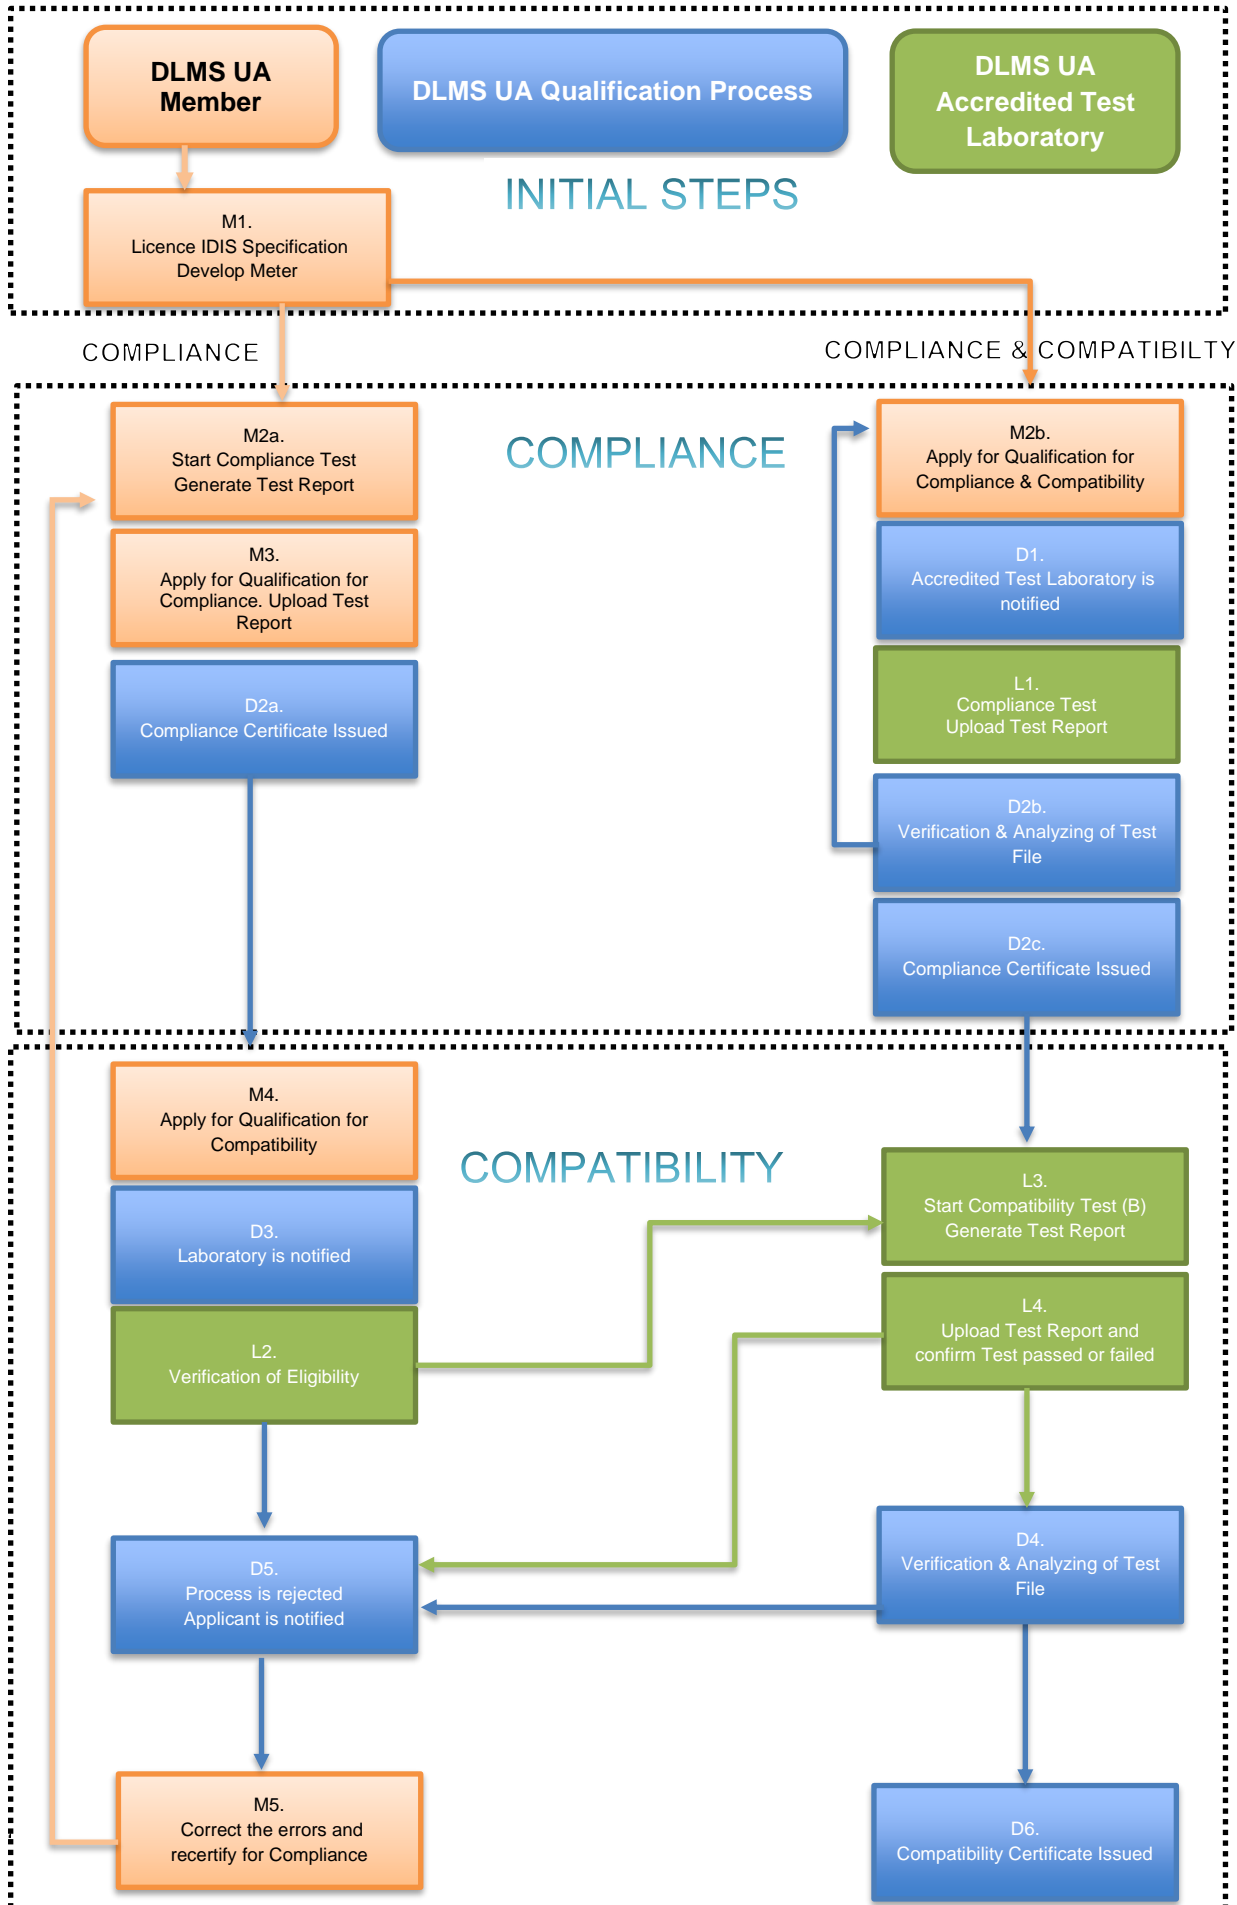 DLMS UA
Member
DLMS UA Qualification Process
DLMS UA
Accredited Test
Laboratory
INITIAL STEPS
M1.
Licence IDIS Specification
Develop Meter
COMPLIANCE
COMPLIANCE & COMPATIBILTY
M2a.
Start Compliance Test
Generate Test Report
COMPLIANCE
M2b.
Apply for Qualification for
Compliance & Compatibility
M3.
Apply for Qualification for
Compliance. Upload Test
Report
D1.
Accredited Test Laboratory is
notified
D2a.
Compliance Certificate Issued
L1.
Compliance Test
Upload Test Report
D2b.
Verification & Analyzing of Test
File
D2c.
Compliance Certificate Issued
M4.
Apply for Qualification for
Compatibility
COMPATIBILITY
L3.
Start Compatibility Test (B)
Generate Test Report
D3.
Laboratory is notified
L4.
Upload Test Report and
confirm Test passed or failed
L2.
Verification of Eligibility
D5.
Process is rejected
Applicant is notified
D4.
Verification & Analyzing of Test
File
M5.
Correct the errors and
recertify for Compliance
D6.
Compatibility Certificate Issued